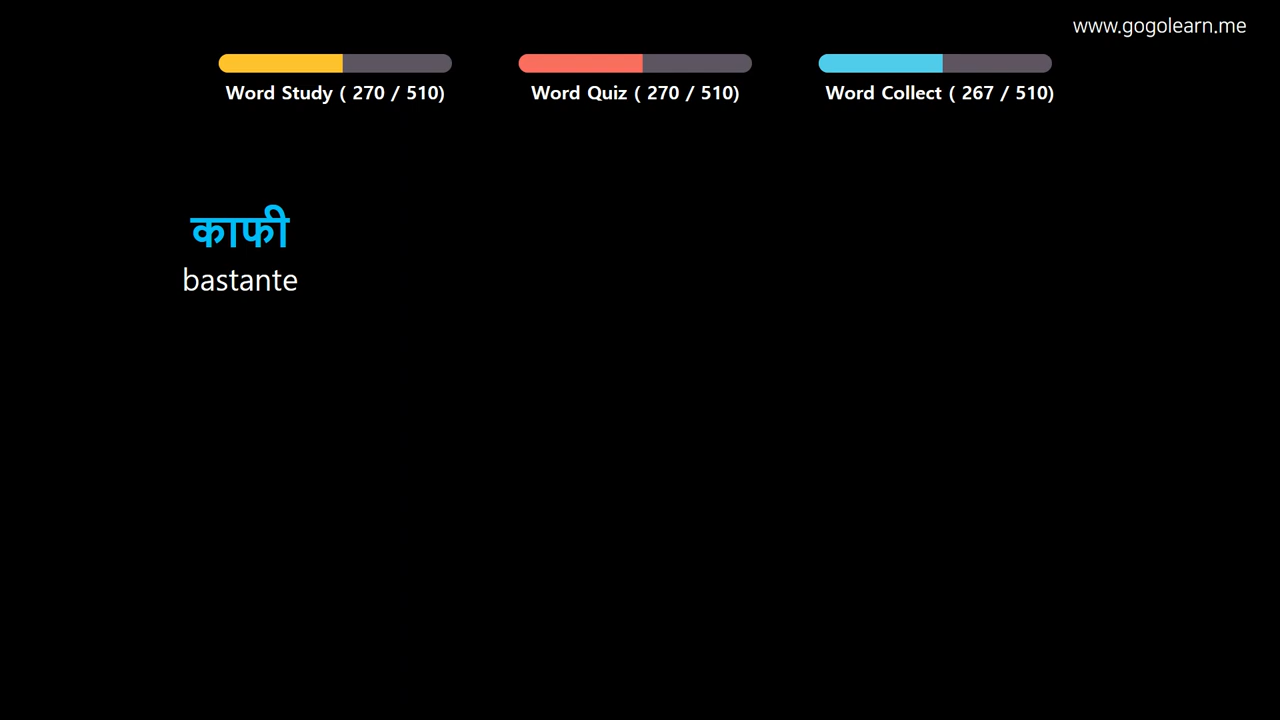 www.gogolearn.me
Word Study ( 270 / 510)
Word Quiz ( 270 / 510)
Word Collect ( 267 / 510)
काफी
bastante